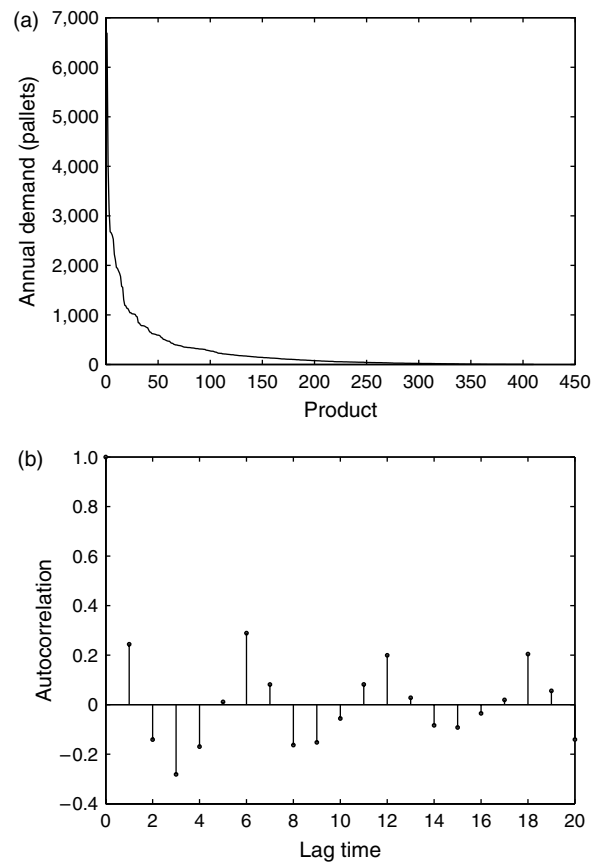 (a)
7,000
6,000
5,000
4,000
3,000
2,000
1,000
0
Annual demand (pallets)
0 50 100 150 200 250 300 350 400 450
Product
(b)
1.0
0.8
0.6
0.4
0.2
0
−0.2
−0.4
Autocorrelation
0 2 4 6 8 10 12 14 16 18 20
Lag time